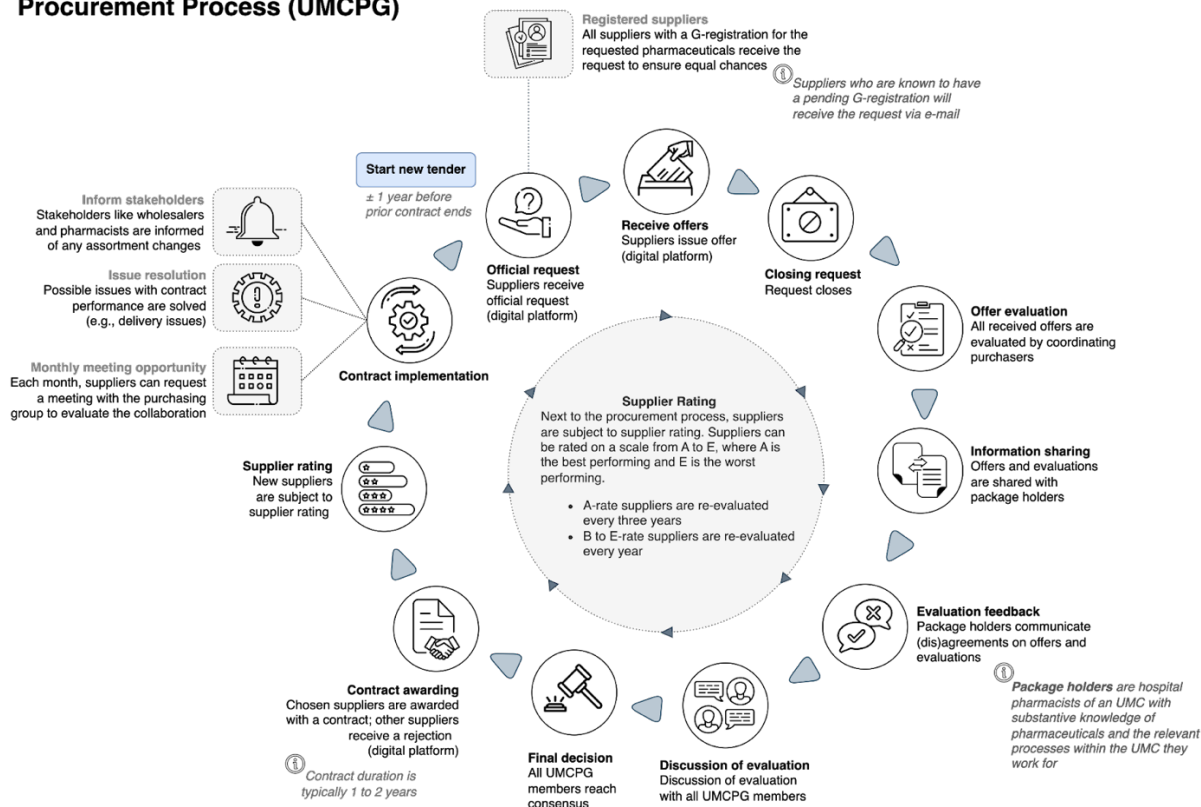 Procurement Process (UMCPG)
Registered suppliers
All suppliers with a G-registration for the
requested pharmaceuticals receive the
request to ensure equal chances
Suppliers who are known to have
a pending G-registration will
receive the request via e-mail
Start new tender
± 1 year before
prior contract ends
Official request
Suppliers receive
official request
(digital platform)
Receive offers
Suppliers issue offer
(digital platform)
Closing request
Request closes
Offer evaluation
All received offers are
evaluated by coordinating
purchasers
Information sharing
Offers and evaluations
are shared with
package holders
Evaluation feedback
Package holders communicate
(dis)agreements on offers and
evaluations
Package holders are hospital
pharmacists of an UMC with
substantive knowledge of
pharmaceuticals and the relevant
processes within the UMC they
work for
Discussion of evaluation
Discussion of evaluation
with all UMCPG members
Final decision
All UMCPG
members reach
consensus
Contract awarding
Chosen suppliers are awarded
with a contract; other suppliers
receive a rejection
(digital platform)
Contract duration is
typically 1 to 2 years
Supplier rating
New suppliers
are subject to
supplier rating
Contract implementation
Inform stakeholders
Stakeholders like wholesalers
and pharmacists are informed
of any assortment changes
Issue resolution
Possible issues with contract
performance are solved
(e.g., delivery issues)
Monthly meeting opportunity
Each month, suppliers can request
a meeting with the purchasing
group to evaluate the collaboration
Supplier Rating
Next to the procurement process, suppliers
are subject to supplier rating. Suppliers can
be rated on a scale from A to E, where A is
the best performing and E is the worst
performing.
• A-rate suppliers are re-evaluated
every three years
• B to E-rate suppliers are re-evaluated
every year